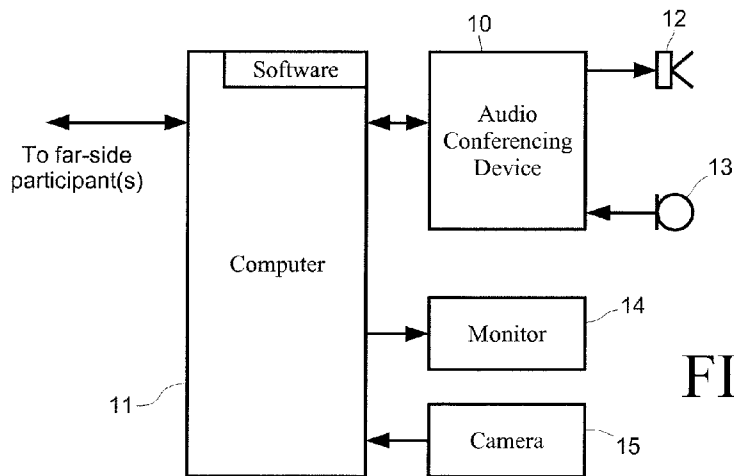 10
12
Software
Audio
Conferencing
Device
To far-side
participant(s)
13
Computer
14
Monitor
FI
11
Camera
15